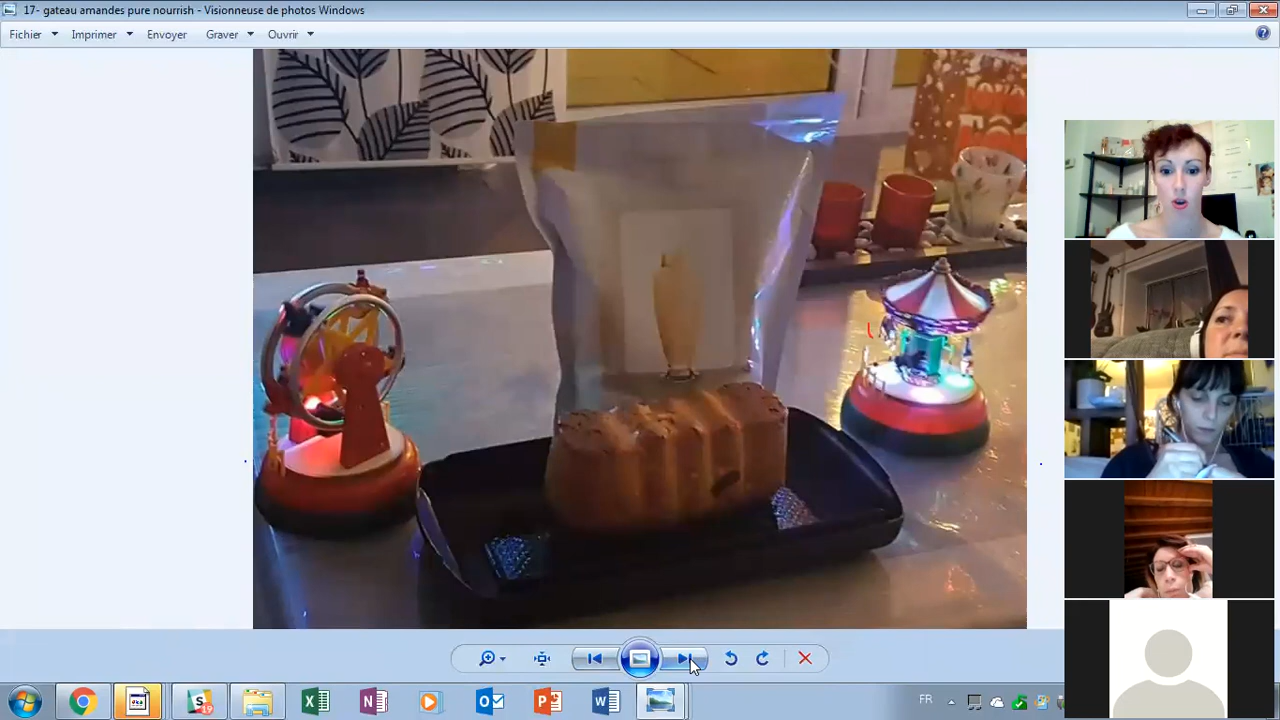 17- gateau amandes pure nourrish - Visionneuse de photos Windows
Fichier Imprimer Envoyer Graver Ouvrir
FR